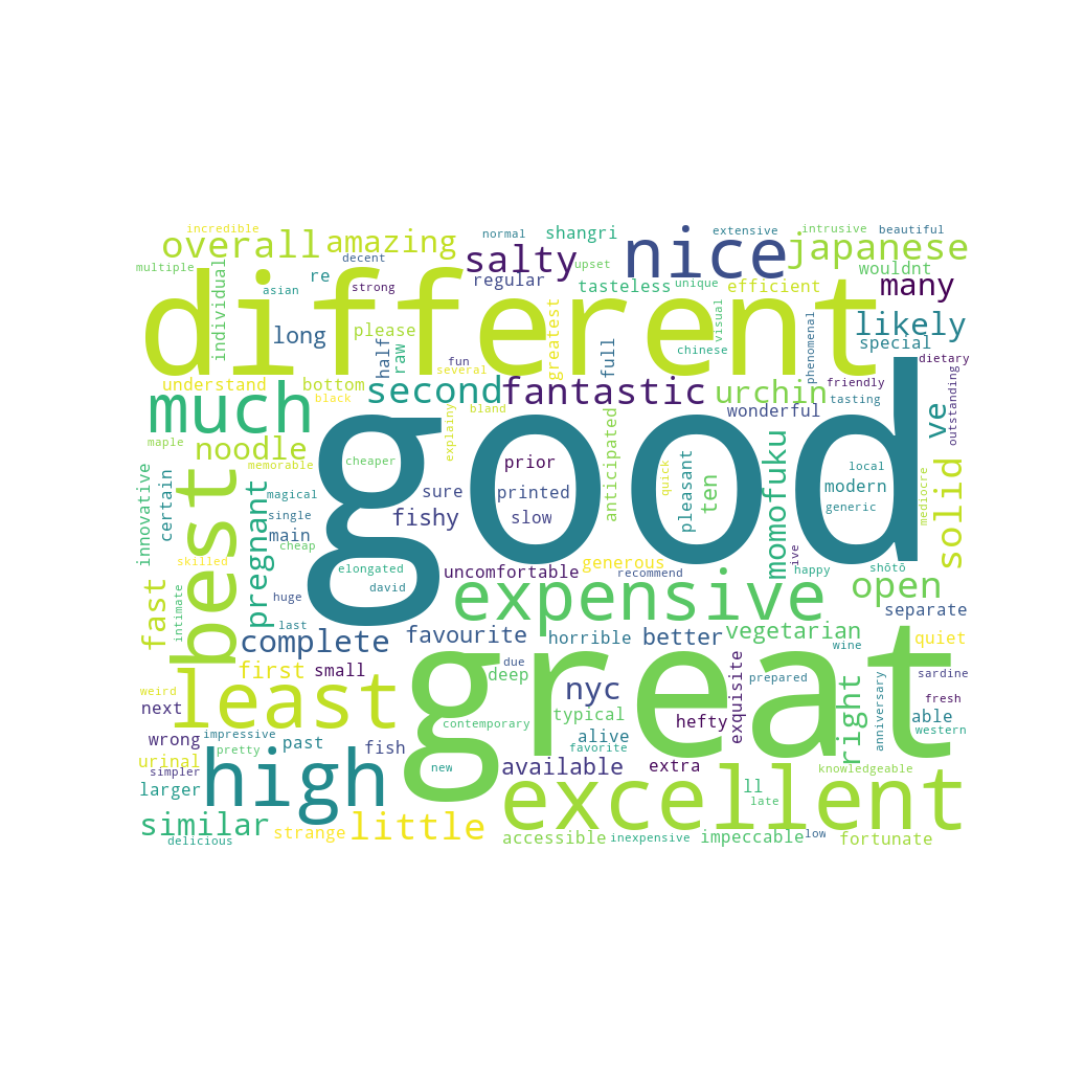 incredible
normal
shangri
extensive
intrusive
beautiful
overall
amazing
nice
japanese
multiple
individual
decent
salty
upset
wouldnt
re
asian
strong
regular
tasteless
unique
efficient
many
different
long
please
half
raw
greatest
full
visual
chinese
phenomenal
likely
special
dietary
fun
several
understand
bottom
black
second
fantastic
urchin
friendly
tasting
outstanding
much
explainy
bland
anticipated
wonderful
ve
maple
noodle
memorable
good
cheaper
prior
quick
pleasant
ten
momofuku
local
modern
generic
mediocre
solid
innovative
certain
best
pregnant
magical
single
main
cheap
sure
printed
slow
fishy
skilled
elongated
david
uncomfortable
generous
recommend
ive
happy
shōtō
open
fast
intimate
huge
last
expensive
separate
complete
favourite
horrible
better
vegetarian
wine
quiet
first
small
due
deep
great
prepared
sardine
weird
next
least
nyc
exquisite
right
anniversary
fresh
able
western
contemporary
typical
hefty
wrong
impressive
past
pretty
fish
alive
favorite
urinal
simpler
high
new
available
extra
knowledgeable
larger
excellent
ll
late
similar
strange
little
delicious
accessible
inexpensive
impeccable
low
fortunate